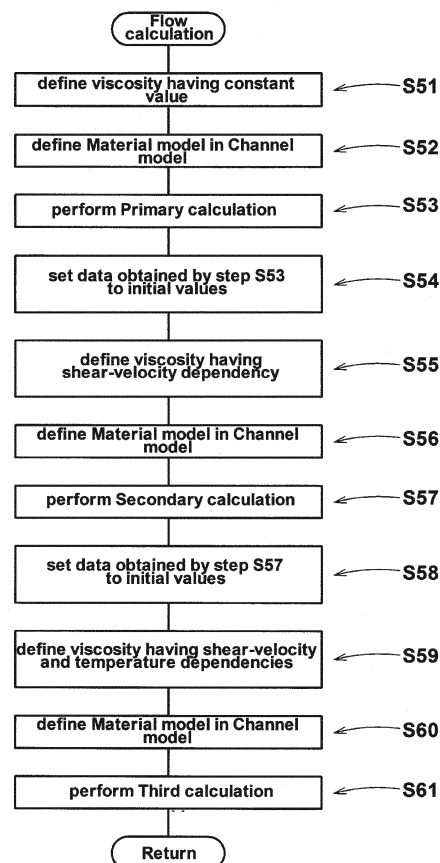 Flow
calculation
define viscosity having constant
value
S51
define Material model in Channel
model
S52
perform Primary calculation
S53
set data obtained by step S53
to initial values
S54
define viscosity having
shear-velocity dependency
S55
define Material model in Channel
model
S56
perform Secondary calculation
S57
set data obtained by step S57
to initial values
S58
define viscosity having shear-velocity
and temperature dependencies
S59
define Material model in Channel
model
S60
perform Third calculation
S61
Return